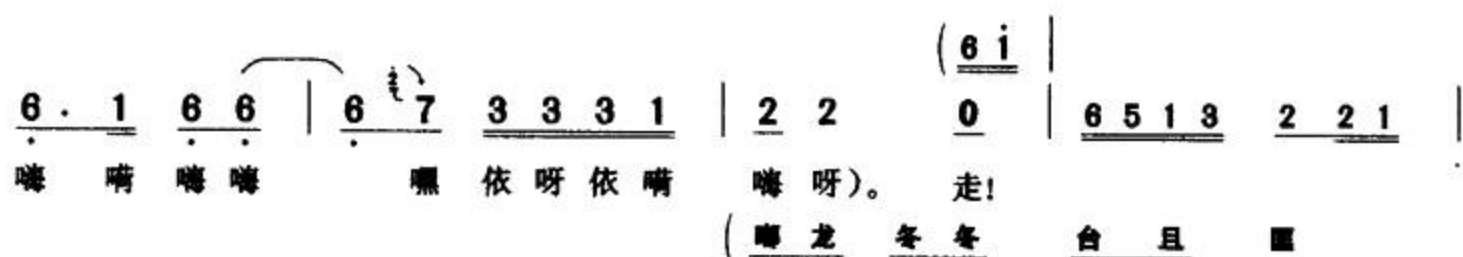 ( 6 i |
6 · 1 6 6 | 6 7 3 3 3 1 | 2 2 0 | 6 5 1 3 2 2 1 |
嗨 嗬 嗨 嗨 嘿 依 呀 依 嗬 嗨 呀）。 走！
( 嘟 龙 冬 冬 台 且 匡